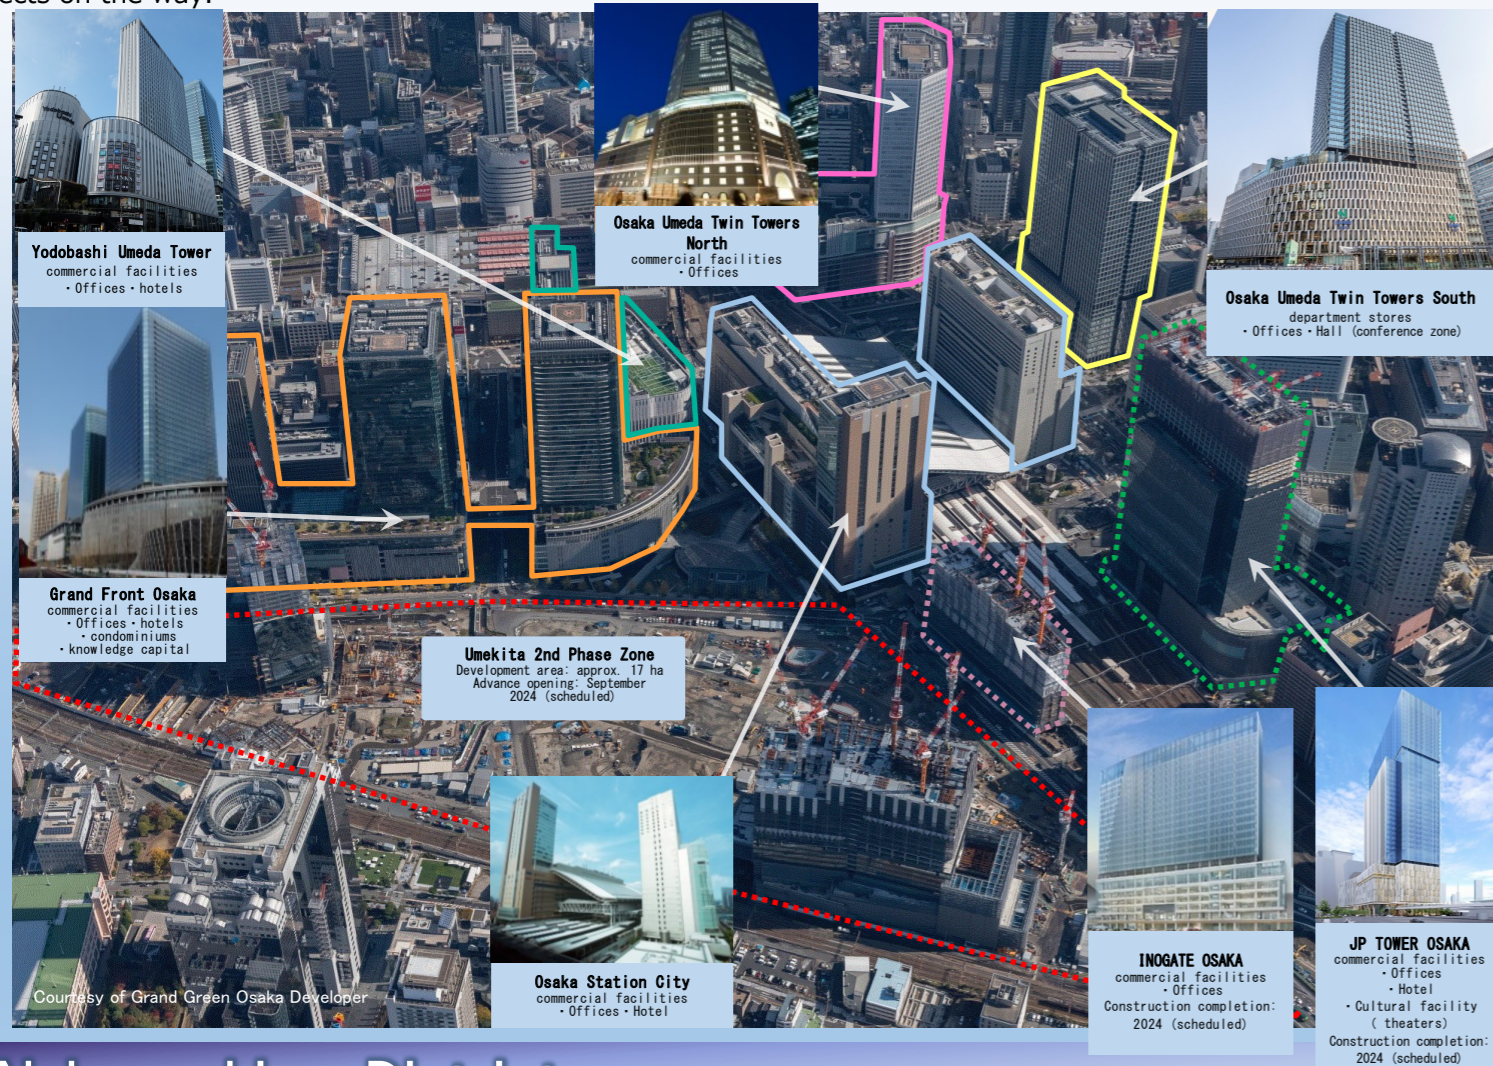 ects on the way.
Yodobashi Umeda Tower
commercial facilities
・Offices・hotels
Osaka Umeda Twin Towers
North
commercial facilities
・Offices
Osaka Umeda Twin Towers South
department stores
・Offices・Hall (conference zone)
Grand Front Osaka
commercial facilities
・Offices・hotels
・condominiums
・knowledge capital
Umekita 2nd Phase Zone
Development area: approx. 17 ha
Advance opening: September
2024 (scheduled)
Osaka Station City
commercial facilities
・Offices・Hotel
INOGATE OSAKA
commercial facilities
・Offices
Construction completion:
2024 (scheduled)
JP TOWER OSAKA
commercial facilities
・Offices
・Hotel
・Cultural facility
( theaters)
Construction completion:
2024 (scheduled)
Courtesy of Grand Green Osaka Developer